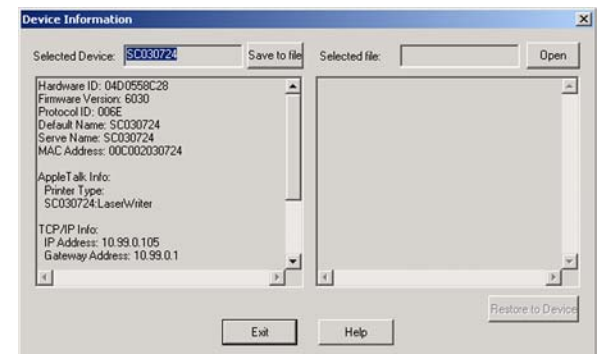 Device Information
Selected Device: SC030724 Save to file Selected file: Open
Hardware ID: 04D0558C28
Firmware Version: 6030
Protocol ID: 006E
Default Name: SC030724
Serve Name: SC030724
MAC Address: 00C002030724
AppleTalk Info:
Printer Type:
SC030724:LaserWriter
TCP/IP Info:
IP Address: 10.99.0.105
Gateway Address: 10.99.0.1
Restore to Device
Exit Help